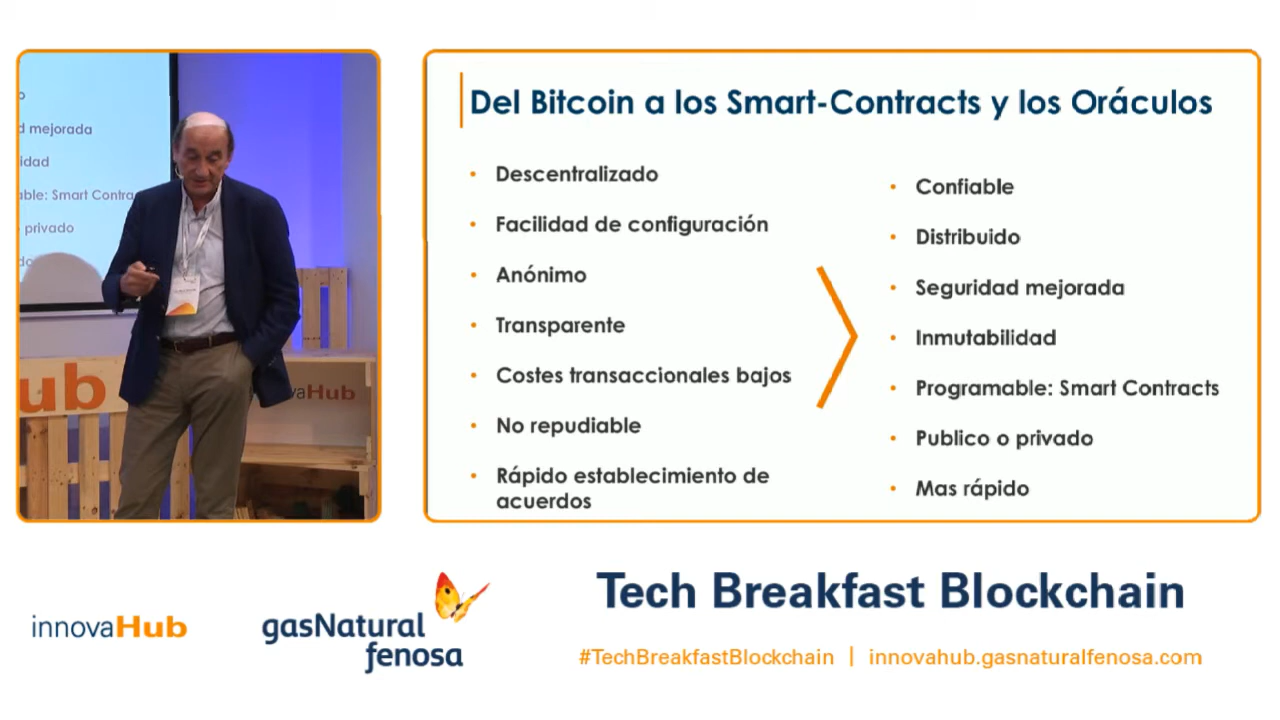 d mejorada
idad
able: Smart Contra
privado
ub
vaHub
Del Bitcoin a los Smart-Contracts y los Oráculos
• Descentralizado
• Facilidad de configuración
• Anónimo
• Transparente
• Costes transaccionales bajos
• No repudiable
• Rápido establecimiento de
acuerdos
• Confiable
• Distribuido
• Seguridad mejorada
• Inmutabilidad
• Programable: Smart Contracts
• Publico o privado
• Mas rápido
innovaHub
gasNatural
fenosa
Tech Breakfast Blockchain
#TechBreakfastBlockchain | innovahub.gasnaturalfenosa.com